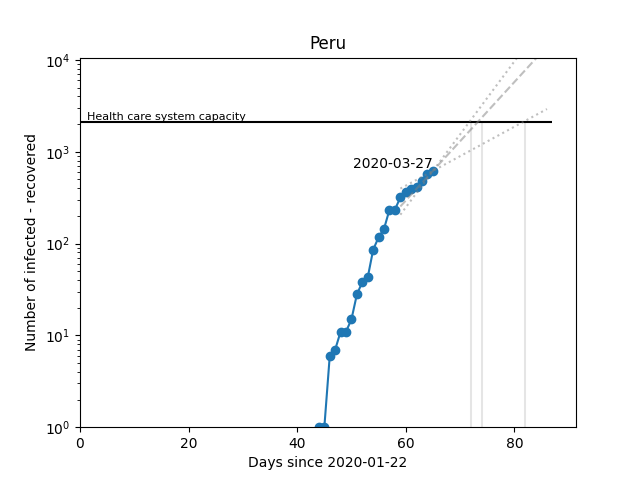 Peru
10^4
Health care system capacity
10^3
2020-03-27
10^2
10^1
10^0
Number of infected - recovered
0 20 40 60 80
Days since 2020-01-22